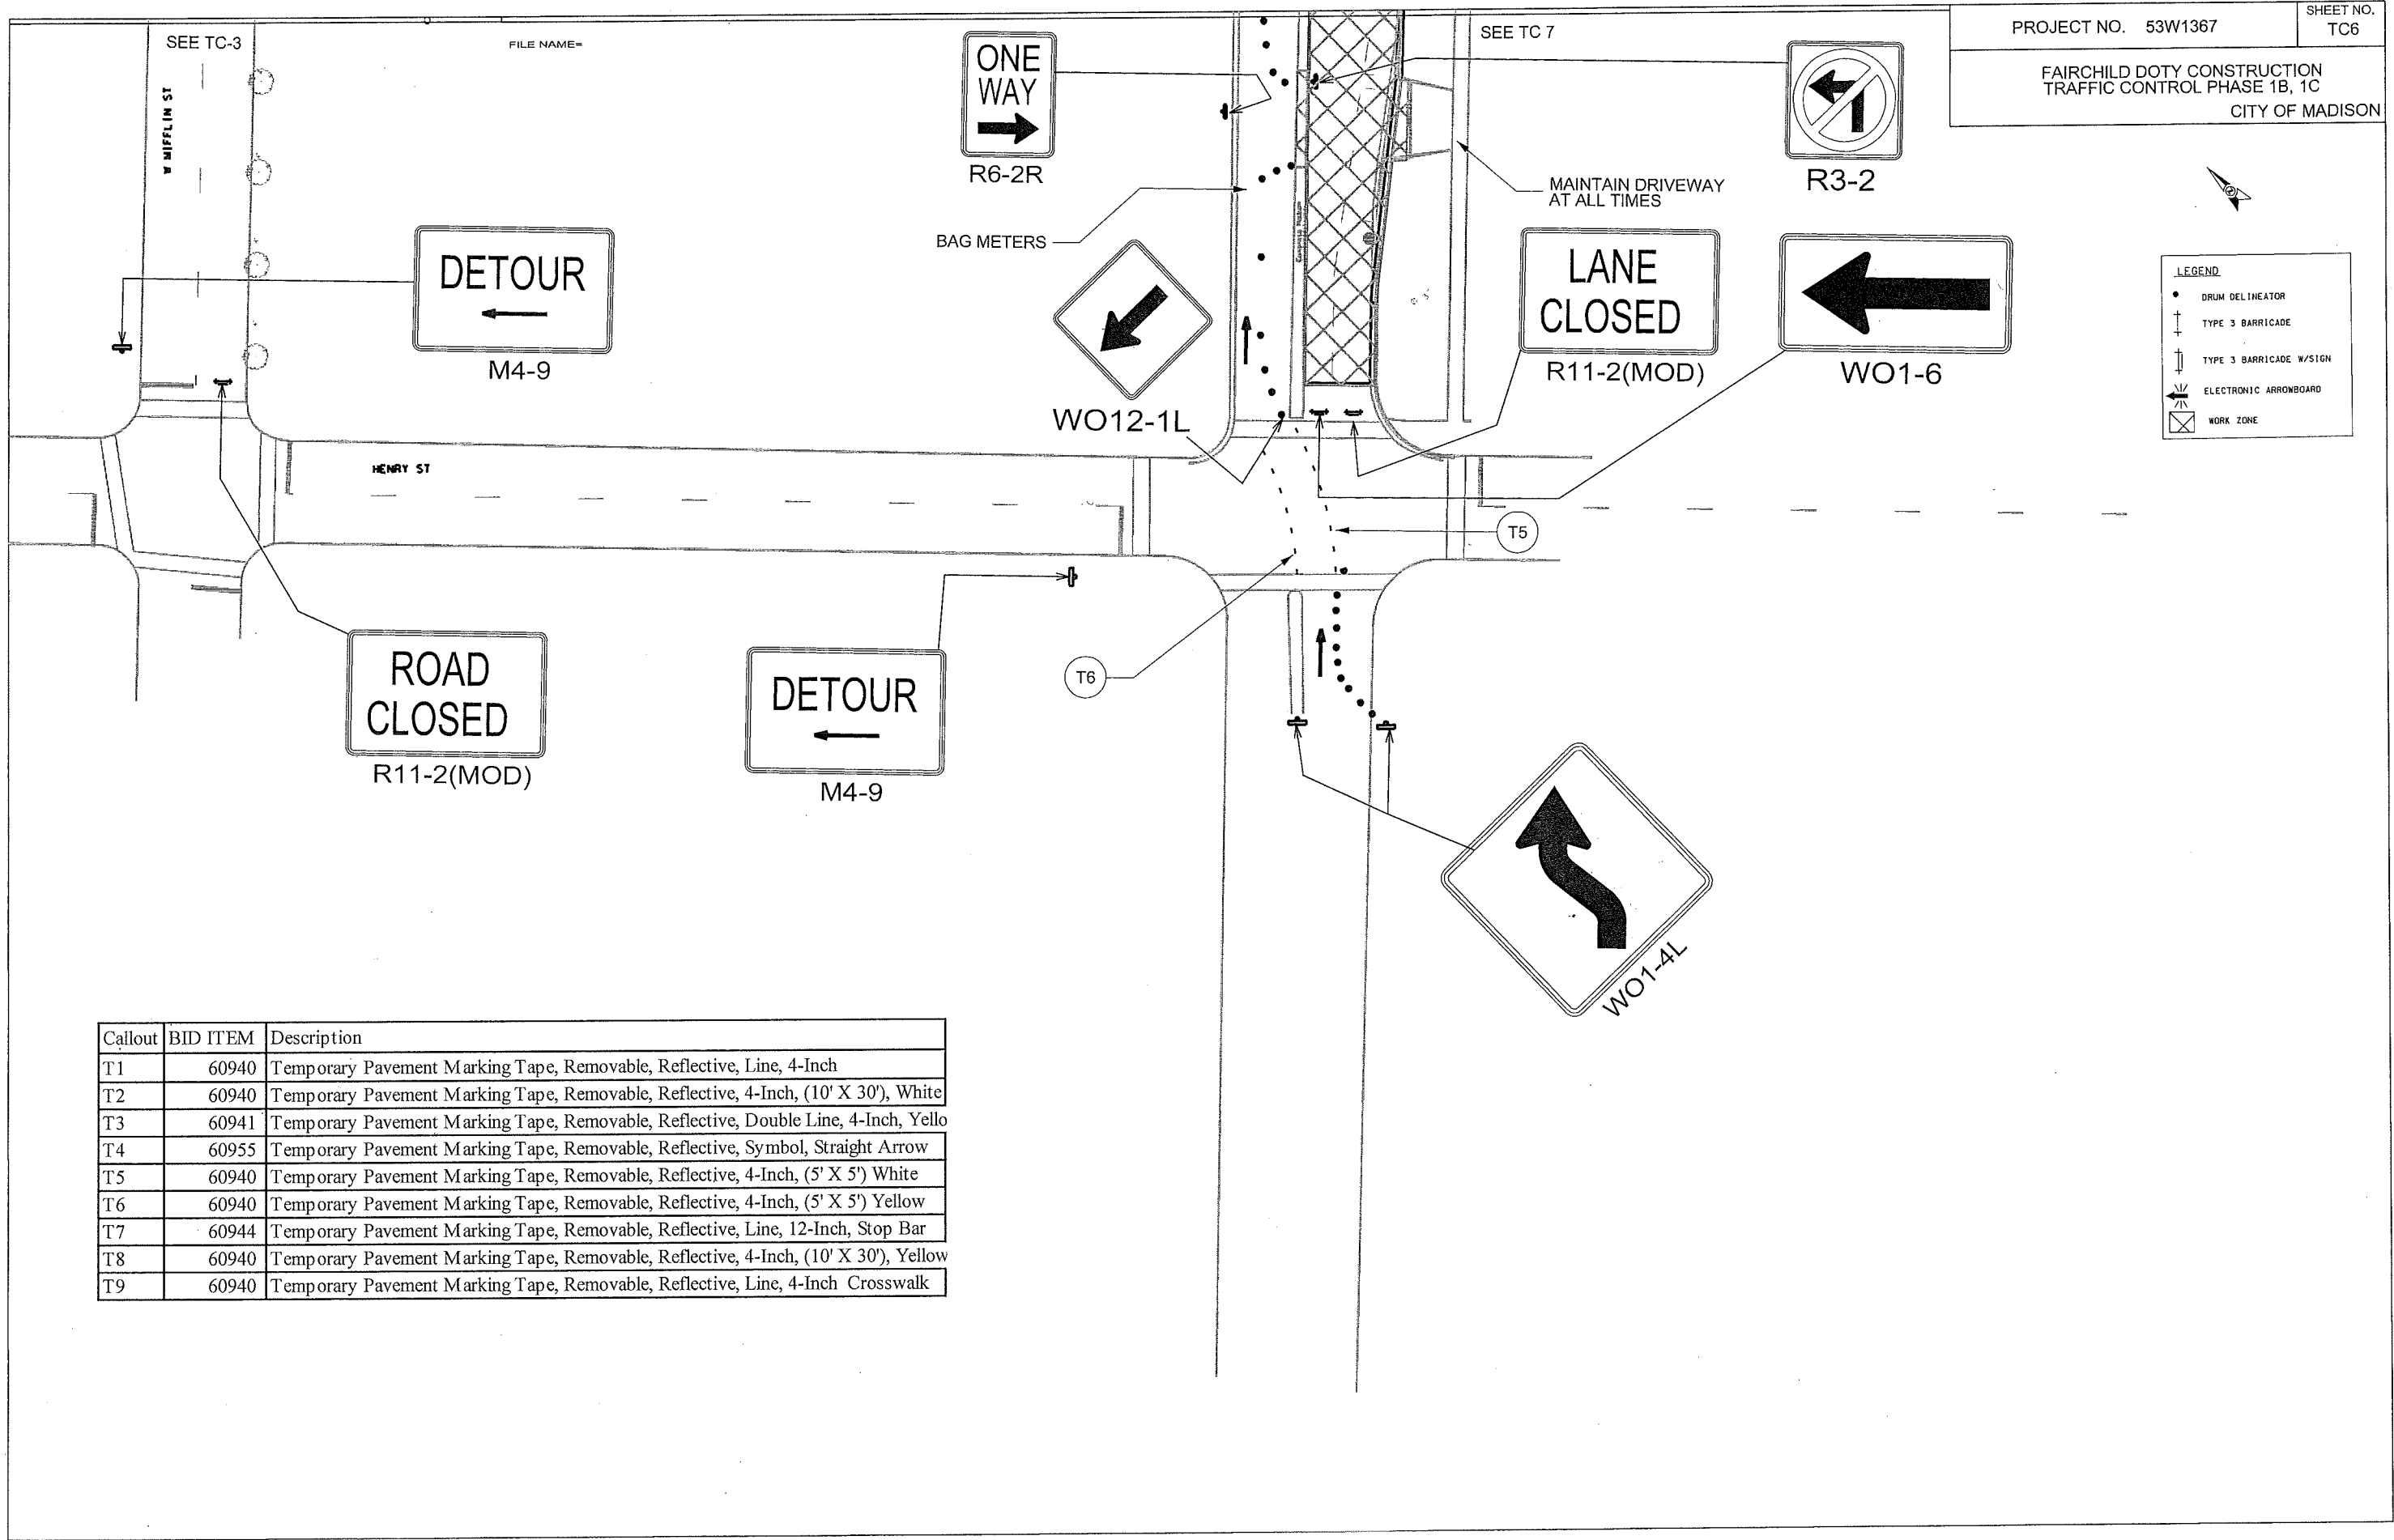 PROJECT NO. 53W1367
SHEET NO.
TC6
FAIRCHILD DOTY CONSTRUCTION
TRAFFIC CONTROL PHASE 1B, 1C
CITY OF MADISON
SEE TC-3
FILE NAME=
SEE TC 7
W MIFFLIN ST
ONE
WAY
R6-2R
R3-2
MAINTAIN DRIVEWAY
AT ALL TIMES
BAG METERS
DETOUR
M4-9
WO12-1L
LANE
CLOSED
R11-2(MOD)
WO1-6
LEGEND
DRUM DELINEATOR
TYPE 3 BARRICADE
TYPE 3 BARRICADE W/SIGN
ELECTRONIC ARROWBOARD
WORK ZONE
HENRY ST
T5
T6
ROAD
CLOSED
R11-2(MOD)
DETOUR
M4-9
WO1-4L
Callout BID ITEM Description
T1 60940 Temporary Pavement Marking Tape, Removable, Reflective, Line, 4-Inch
T2 60940 Temporary Pavement Marking Tape, Removable, Reflective, 4-Inch, (10' X 30'), White
T3 60941 Temporary Pavement Marking Tape, Removable, Reflective, Double Line, 4-Inch, Yello
T4 60955 Temporary Pavement Marking Tape, Removable, Reflective, Symbol, Straight Arrow
T5 60940 Temporary Pavement Marking Tape, Removable, Reflective, 4-Inch, (5' X 5') White
T6 60940 Temporary Pavement Marking Tape, Removable, Reflective, 4-Inch, (5' X 5') Yellow
T7 60944 Temporary Pavement Marking Tape, Removable, Reflective, Line, 12-Inch, Stop Bar
T8 60940 Temporary Pavement Marking Tape, Removable, Reflective, 4-Inch, (10' X 30'), Yellow
T9 60940 Temporary Pavement Marking Tape, Removable, Reflective, Line, 4-Inch Crosswalk